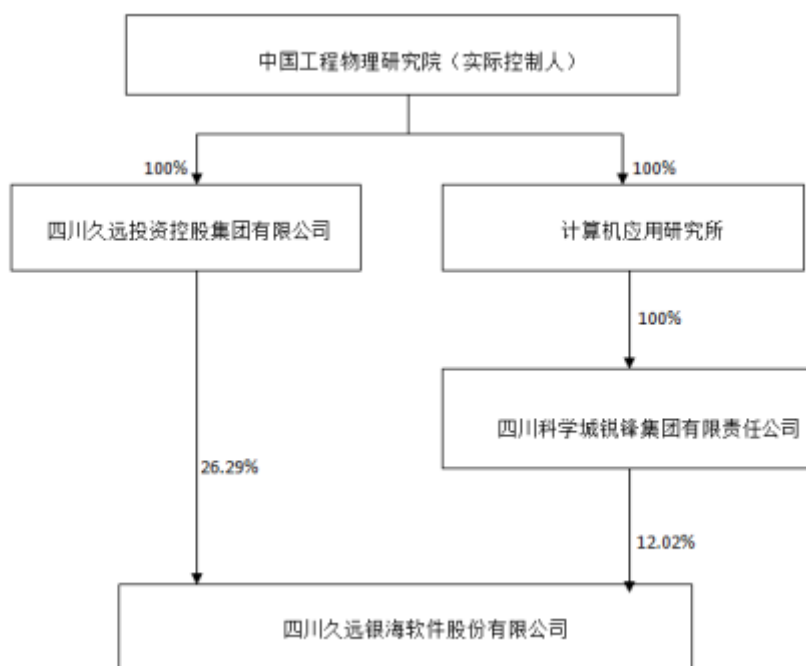 中国工程物理研究院（实际控制人）
100%
100%
四川久远投资控股集团有限公司
计算机应用研究所
100%
四川科学城锐锋集团有限责任公司
26.29%
12.02%
四川久远银海软件股份有限公司